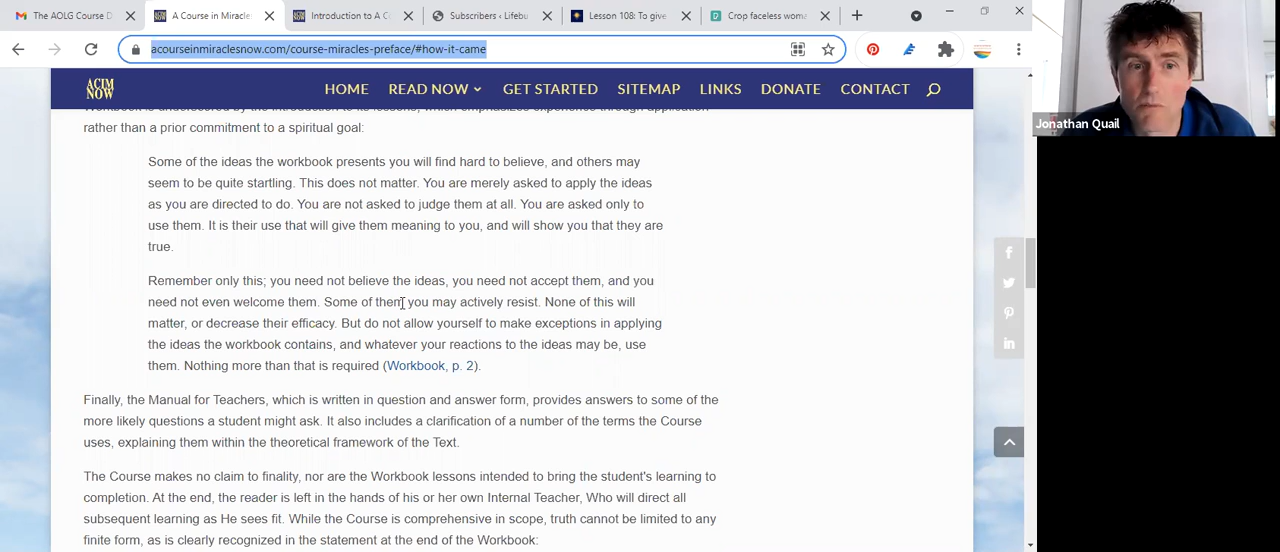 The AOLG Course D
A Course in Miracle
Introduction to A C
Subscribers ‹ Lifebu
Lesson 108: To give
Crop faceless woma
acourseinmiraclesnow.com/course-miracles-preface/#how-it-came
ACIM NOW
HOME READ NOW GET STARTED SITEMAP LINKS DONATE CONTACT
Jonathan Quail
Workbook is underscored by the introduction to its lessons, which emphasizes experience through application
rather than a prior commitment to a spiritual goal:
Some of the ideas the workbook presents you will find hard to believe, and others may
seem to be quite startling. This does not matter. You are merely asked to apply the ideas
as you are directed to do. You are not asked to judge them at all. You are asked only to
use them. It is their use that will give them meaning to you, and will show you that they are
true.
Remember only this; you need not believe the ideas, you need not accept them, and you
need not even welcome them. Some of them you may actively resist. None of this will
matter, or decrease their efficacy. But do not allow yourself to make exceptions in applying
the ideas the workbook contains, and whatever your reactions to the ideas may be, use
them. Nothing more than that is required (Workbook, p. 2).
Finally, the Manual for Teachers, which is written in question and answer form, provides answers to some of the
more likely questions a student might ask. It also includes a clarification of a number of the terms the Course
uses, explaining them within the theoretical framework of the Text.
The Course makes no claim to finality, nor are the Workbook lessons intended to bring the student's learning to
completion. At the end, the reader is left in the hands of his or her own Internal Teacher, Who will direct all
subsequent learning as He sees fit. While the Course is comprehensive in scope, truth cannot be limited to any
finite form, as is clearly recognized in the statement at the end of the Workbook: